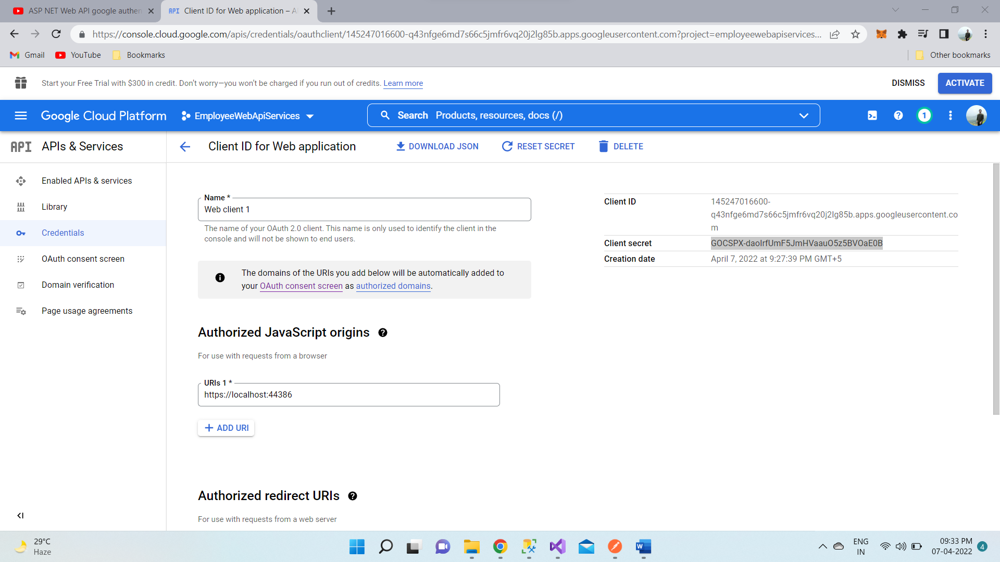 ASP NET Web API google authen
Client ID for Web application – A
https://console.cloud.google.com/apis/credentials/oauthclient/145247016600-q43nfge6md7s66c5jmfr6vq20j2lg85b.apps.googleusercontent.com?project=employeewebapiservices...
Gmail
YouTube
Bookmarks
Other bookmarks
Start your Free Trial with $300 in credit. Don't worry—you won't be charged if you run out of credits. Learn more
DISMISS
ACTIVATE
Google Cloud Platform
EmployeeWebApiServices
Search Products, resources, docs (/)
1
API APIs & Services
Client ID for Web application
DOWNLOAD JSON
RESET SECRET
DELETE
Enabled APIs & services
Library
Credentials
OAuth consent screen
Domain verification
Page usage agreements
Name *
Web client 1
The name of your OAuth 2.0 client. This name is only used to identify the client in the
console and will not be shown to end users.
The domains of the URIs you add below will be automatically added to
your OAuth consent screen as authorized domains.
Authorized JavaScript origins
For use with requests from a browser
URIs 1 *
https://localhost:44386
ADD URI
Authorized redirect URIs
For use with requests from a web server
Client ID
145247016600-
q43nfge6md7s66c5jmfr6vq20j2lg85b.apps.googleusercontent.co
m
Client secret
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
Creation date
April 7, 2022 at 9:27:39 PM GMT+5
29°C
Haze
ENG
IN
09:33 PM
07-04-2022
4